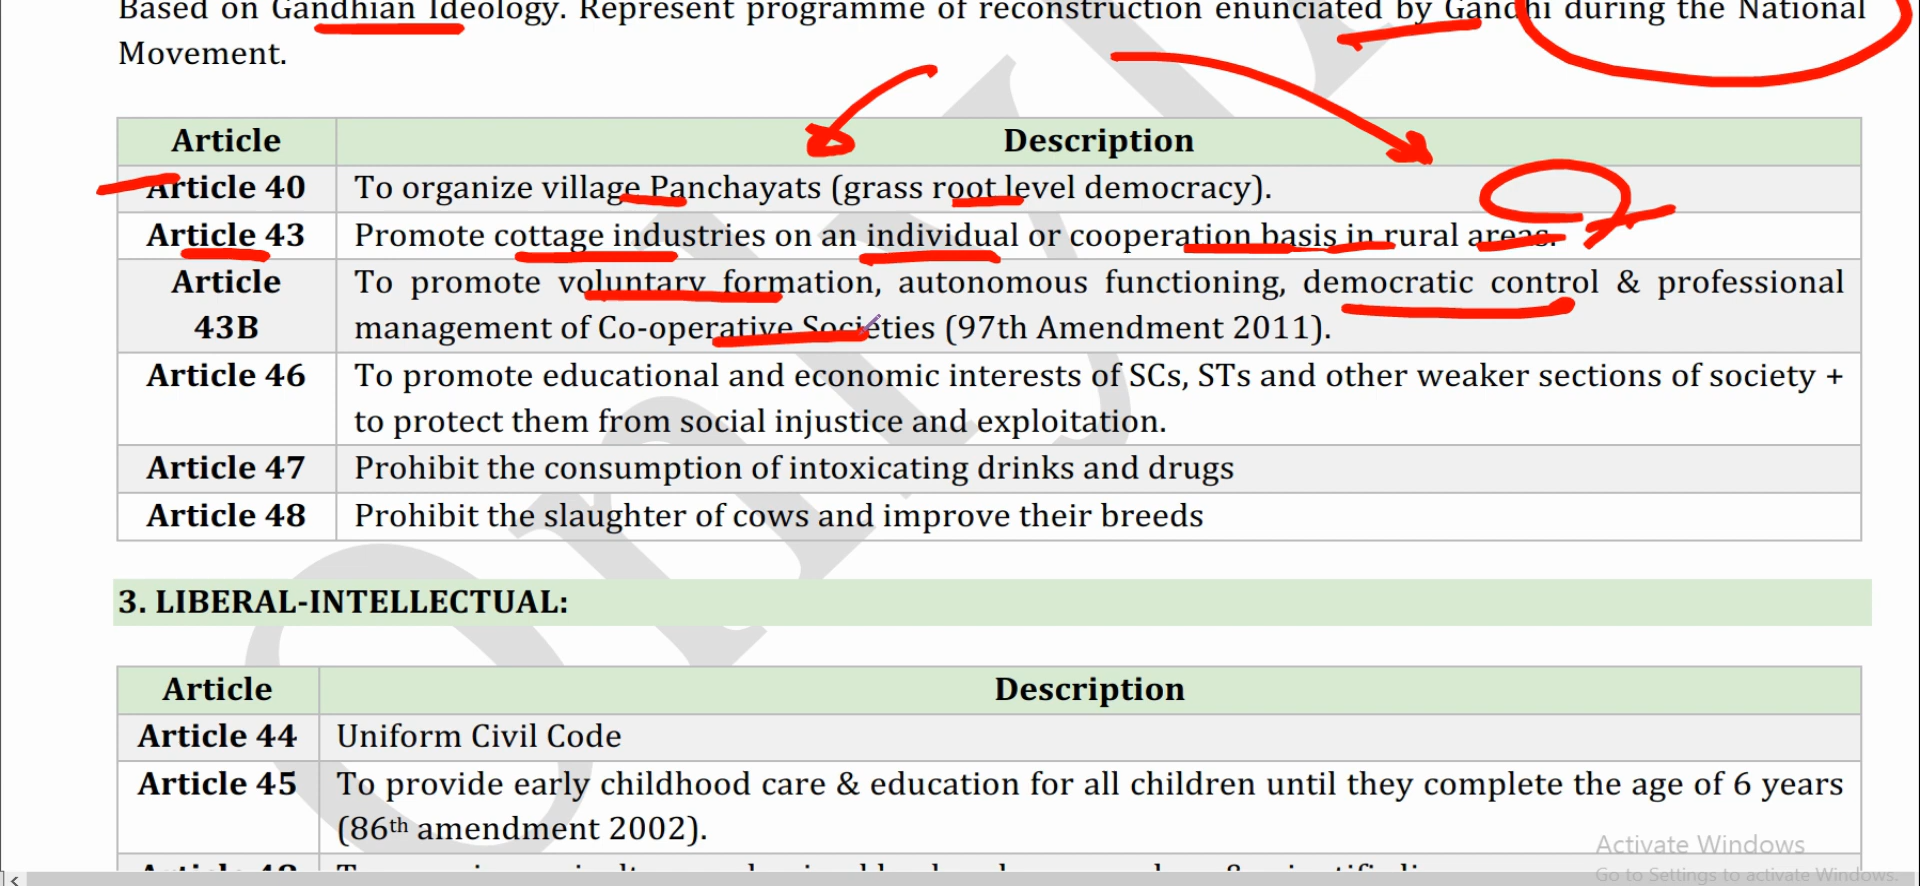 Based on Gandhian Ideology. Represent programme of reconstruction enunciated by Gandhi during the National
Movement.
Article Description
Article 40 To organize village Panchayats (grass root level democracy).
Article 43 Promote cottage industries on an individual or cooperation basis in rural areas.
Article To promote voluntary formation, autonomous functioning, democratic control & professional
43B management of Co-operative Societies (97th Amendment 2011).
Article 46 To promote educational and economic interests of SCs, STs and other weaker sections of society +
to protect them from social injustice and exploitation.
Article 47 Prohibit the consumption of intoxicating drinks and drugs
Article 48 Prohibit the slaughter of cows and improve their breeds
3. LIBERAL-INTELLECTUAL:
Article Description
Article 44 Uniform Civil Code
Article 45 To provide early childhood care & education for all children until they complete the age of 6 years
(86th amendment 2002).
Activate Windows
Go to Settings to activate Windows.